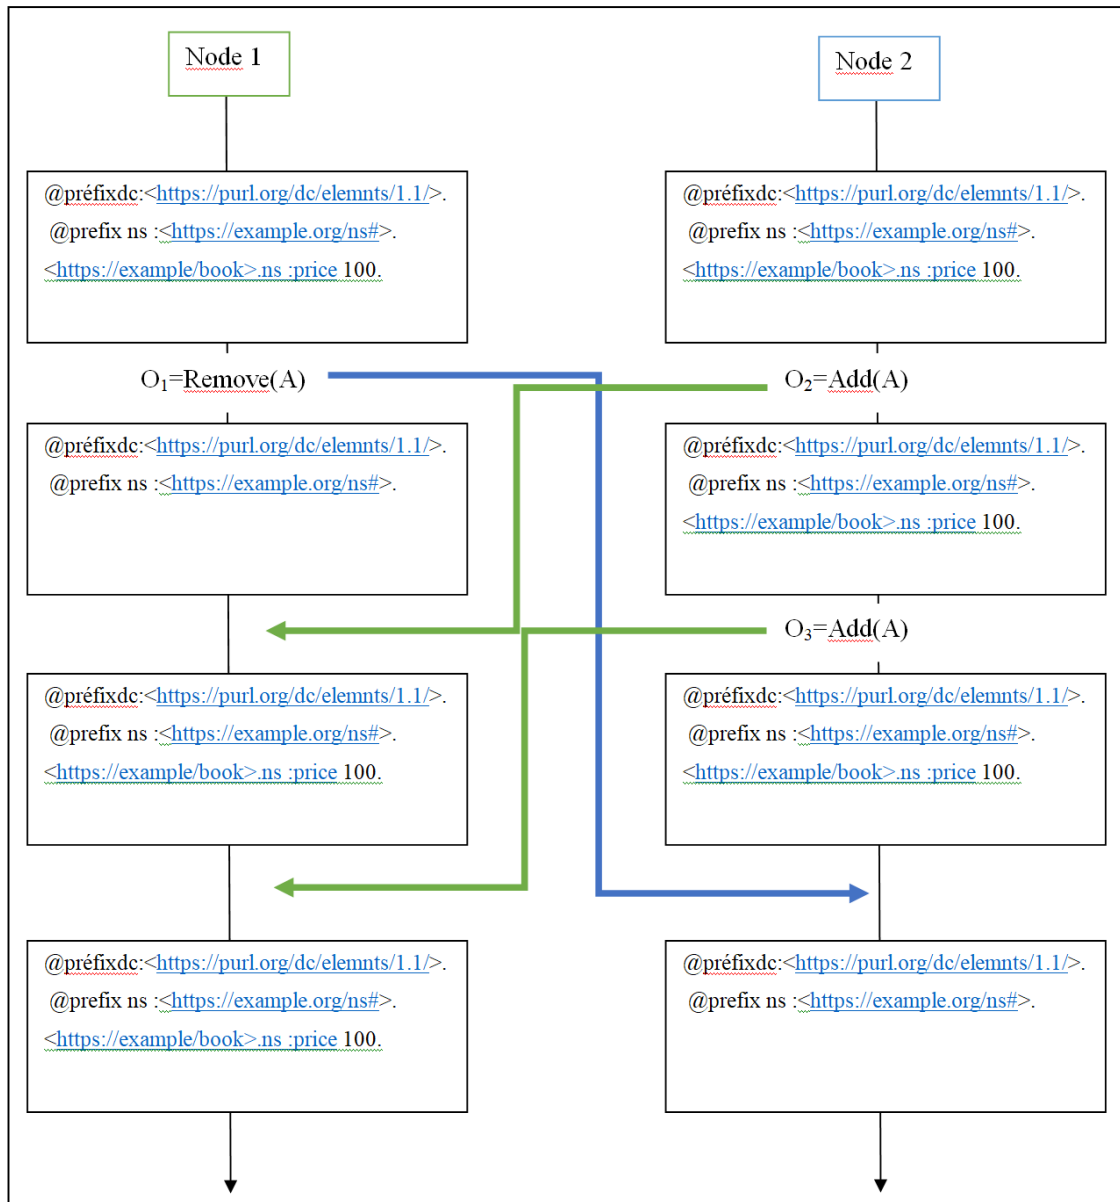 Node 1
Node 2
@préfixdc:<https://purl.org/dc/elemnts/1.1/>.
@prefix ns :<https://example.org/ns#>.
<https://example/book>.ns :price 100.
@préfixdc:<https://purl.org/dc/elemnts/1.1/>.
@prefix ns :<https://example.org/ns#>.
<https://example/book>.ns :price 100.
O₁=Remove(A)
O₂=Add(A)
@préfixdc:<https://purl.org/dc/elemnts/1.1/>.
@prefix ns :<https://example.org/ns#>.
@préfixdc:<https://purl.org/dc/elemnts/1.1/>.
@prefix ns :<https://example.org/ns#>.
<https://example/book>.ns :price 100.
O₃=Add(A)
@préfixdc:<https://purl.org/dc/elemnts/1.1/>.
@prefix ns :<https://example.org/ns#>.
<https://example/book>.ns :price 100.
@préfixdc:<https://purl.org/dc/elemnts/1.1/>.
@prefix ns :<https://example.org/ns#>.
<https://example/book>.ns :price 100.
@préfixdc:<https://purl.org/dc/elemnts/1.1/>.
@prefix ns :<https://example.org/ns#>.
<https://example/book>.ns :price 100.
@préfixdc:<https://purl.org/dc/elemnts/1.1/>.
@prefix ns :<https://example.org/ns#>.